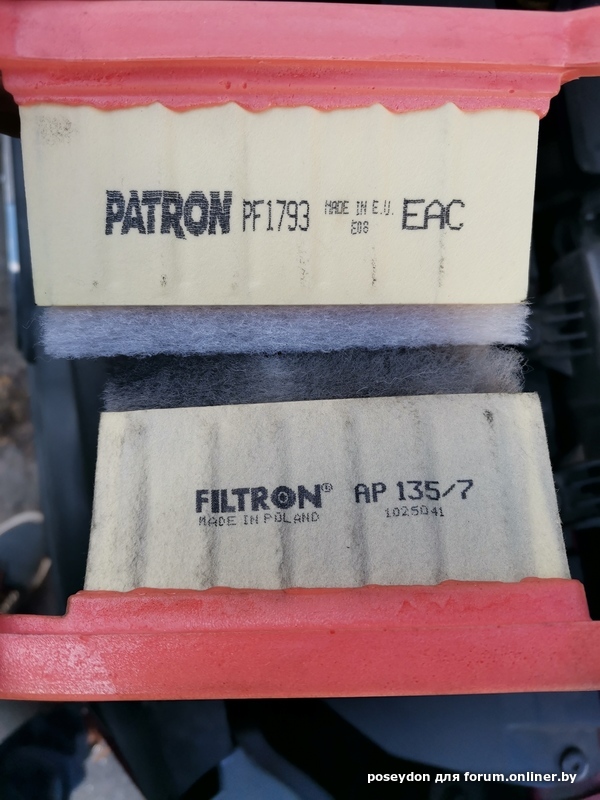 PATRON PF1793 MADE IN E.U. EAC
E08
FILTRON® AP 135/7
MADE IN POLAND 1025041
poseydon для forum.onliner.by